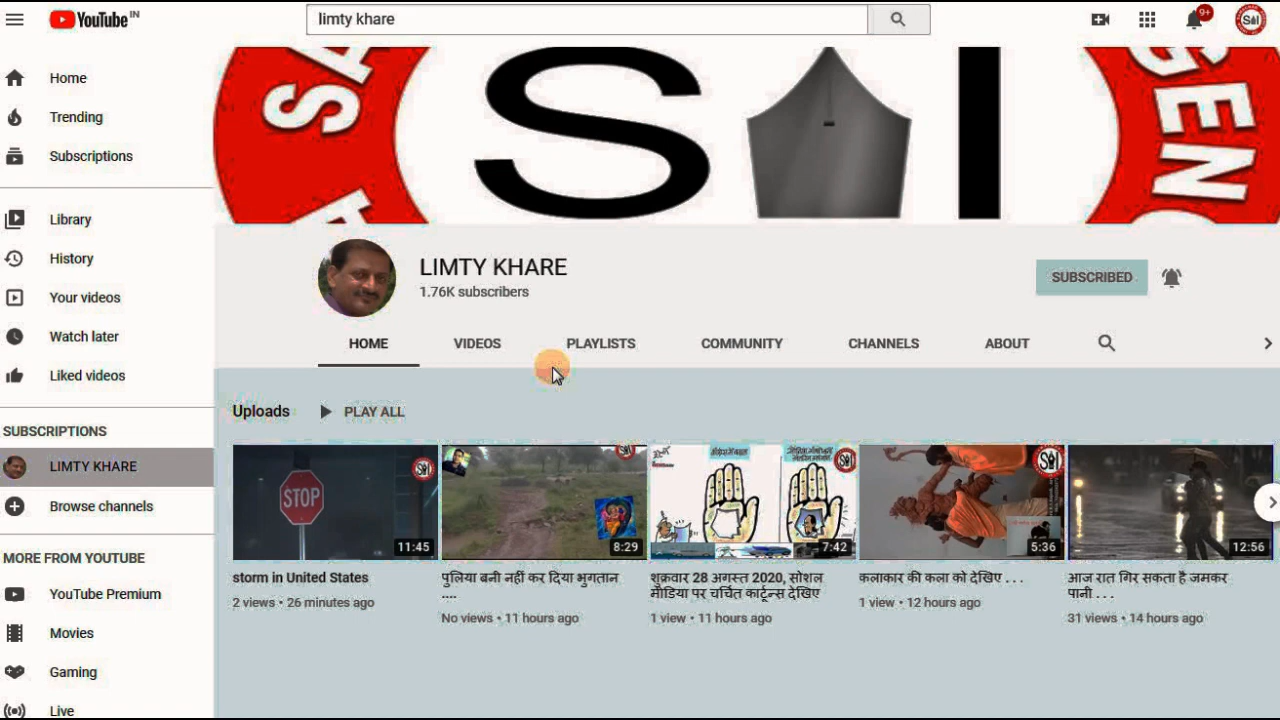 YouTube IN
limty khare
9+
Sil
Home
Trending
Subscriptions
Library
History
Your videos
Watch later
Liked videos
SUBSCRIPTIONS
LIMTY KHARE
Browse channels
MORE FROM YOUTUBE
YouTube Premium
Movies
Gaming
Live
SA
S I
GENC
LIMTY KHARE
1.76K subscribers
SUBSCRIBED
HOME VIDEOS PLAYLISTS COMMUNITY CHANNELS ABOUT
Uploads PLAY ALL
STOP
11:45
8:29
7:42
5:36
12:56
storm in United States
2 views • 26 minutes ago
पुलिया बनी नहीं कर दिया भुगतान
....
No views • 11 hours ago
शुक्रवार 28 अगस्त 2020, सोशल
मीडिया पर चर्चित कार्टून्स देखिए
1 view • 11 hours ago
कलाकार की कला को देखिए . . .
1 view • 12 hours ago
आज रात गिर सकता है जमकर
पानी . . .
31 views • 14 hours ago